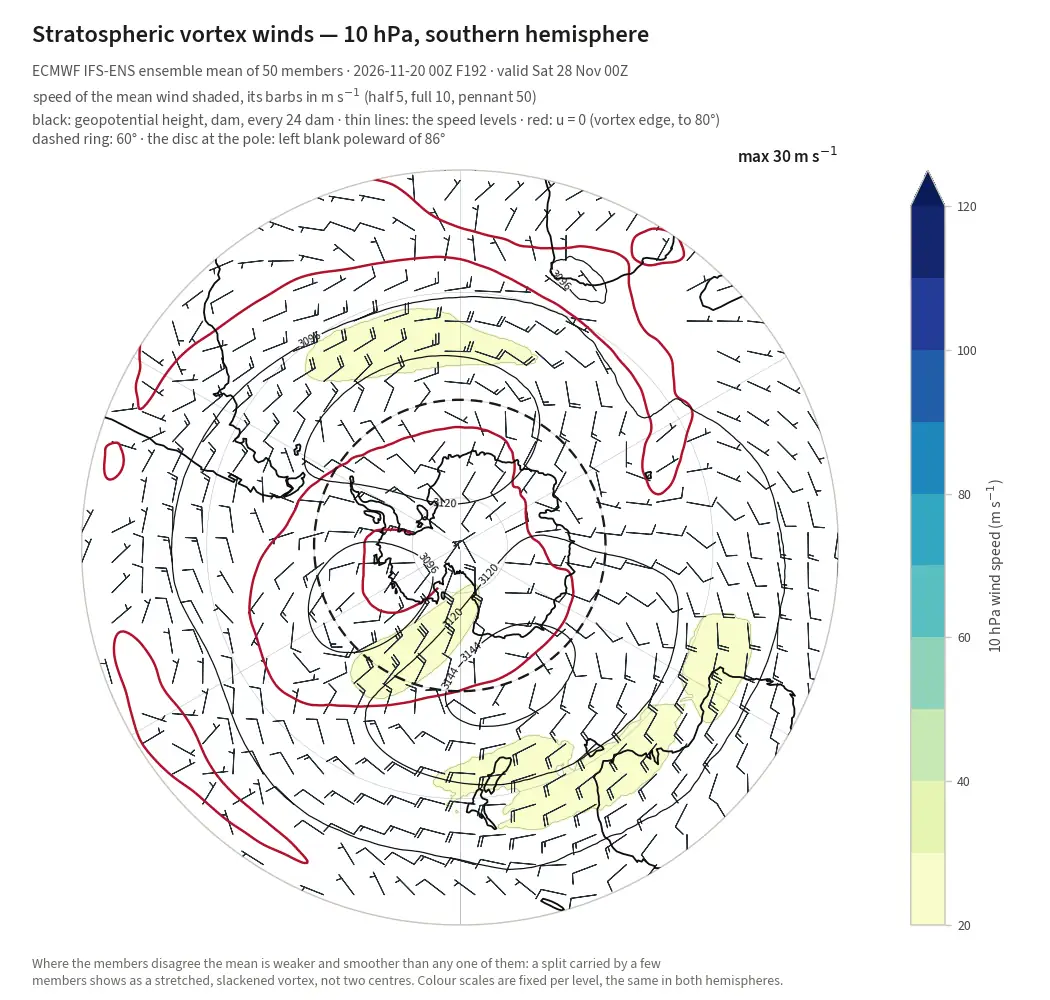 Stratospheric vortex winds — 10 hPa, southern hemisphere
ECMWF IFS-ENS ensemble mean of 50 members · 2026-11-20 00Z F192 · valid Sat 28 Nov 00Z
speed of the mean wind shaded, its barbs in m s⁻¹ (half 5, full 10, pennant 50)
black: geopotential height, dam, every 24 dam · thin lines: the speed levels · red: u = 0 (vortex edge, to 80°)
dashed ring: 60° · the disc at the pole: left blank poleward of 86°
max 30 m s⁻¹
120
100
80
60
40
20
10 hPa wind speed (m s⁻¹)
3096
3096
3120
3096
3120
3120
3144
3144
Where the members disagree the mean is weaker and smoother than any one of them: a split carried by a few
members shows as a stretched, slackened vortex, not two centres. Colour scales are fixed per level, the same in both hemispheres.